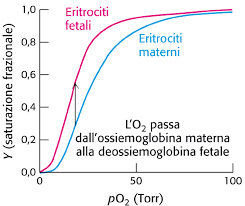 Eritrociti
fetali
Eritrociti
materni
L'O2 passa
dall'ossiemoglobina materna
alla deossiemoglobina fetale
Y (saturazione frazionale)
1,0
0,8
0,6
0,4
0,2
0,0
0
50
100
pO2 (Torr)